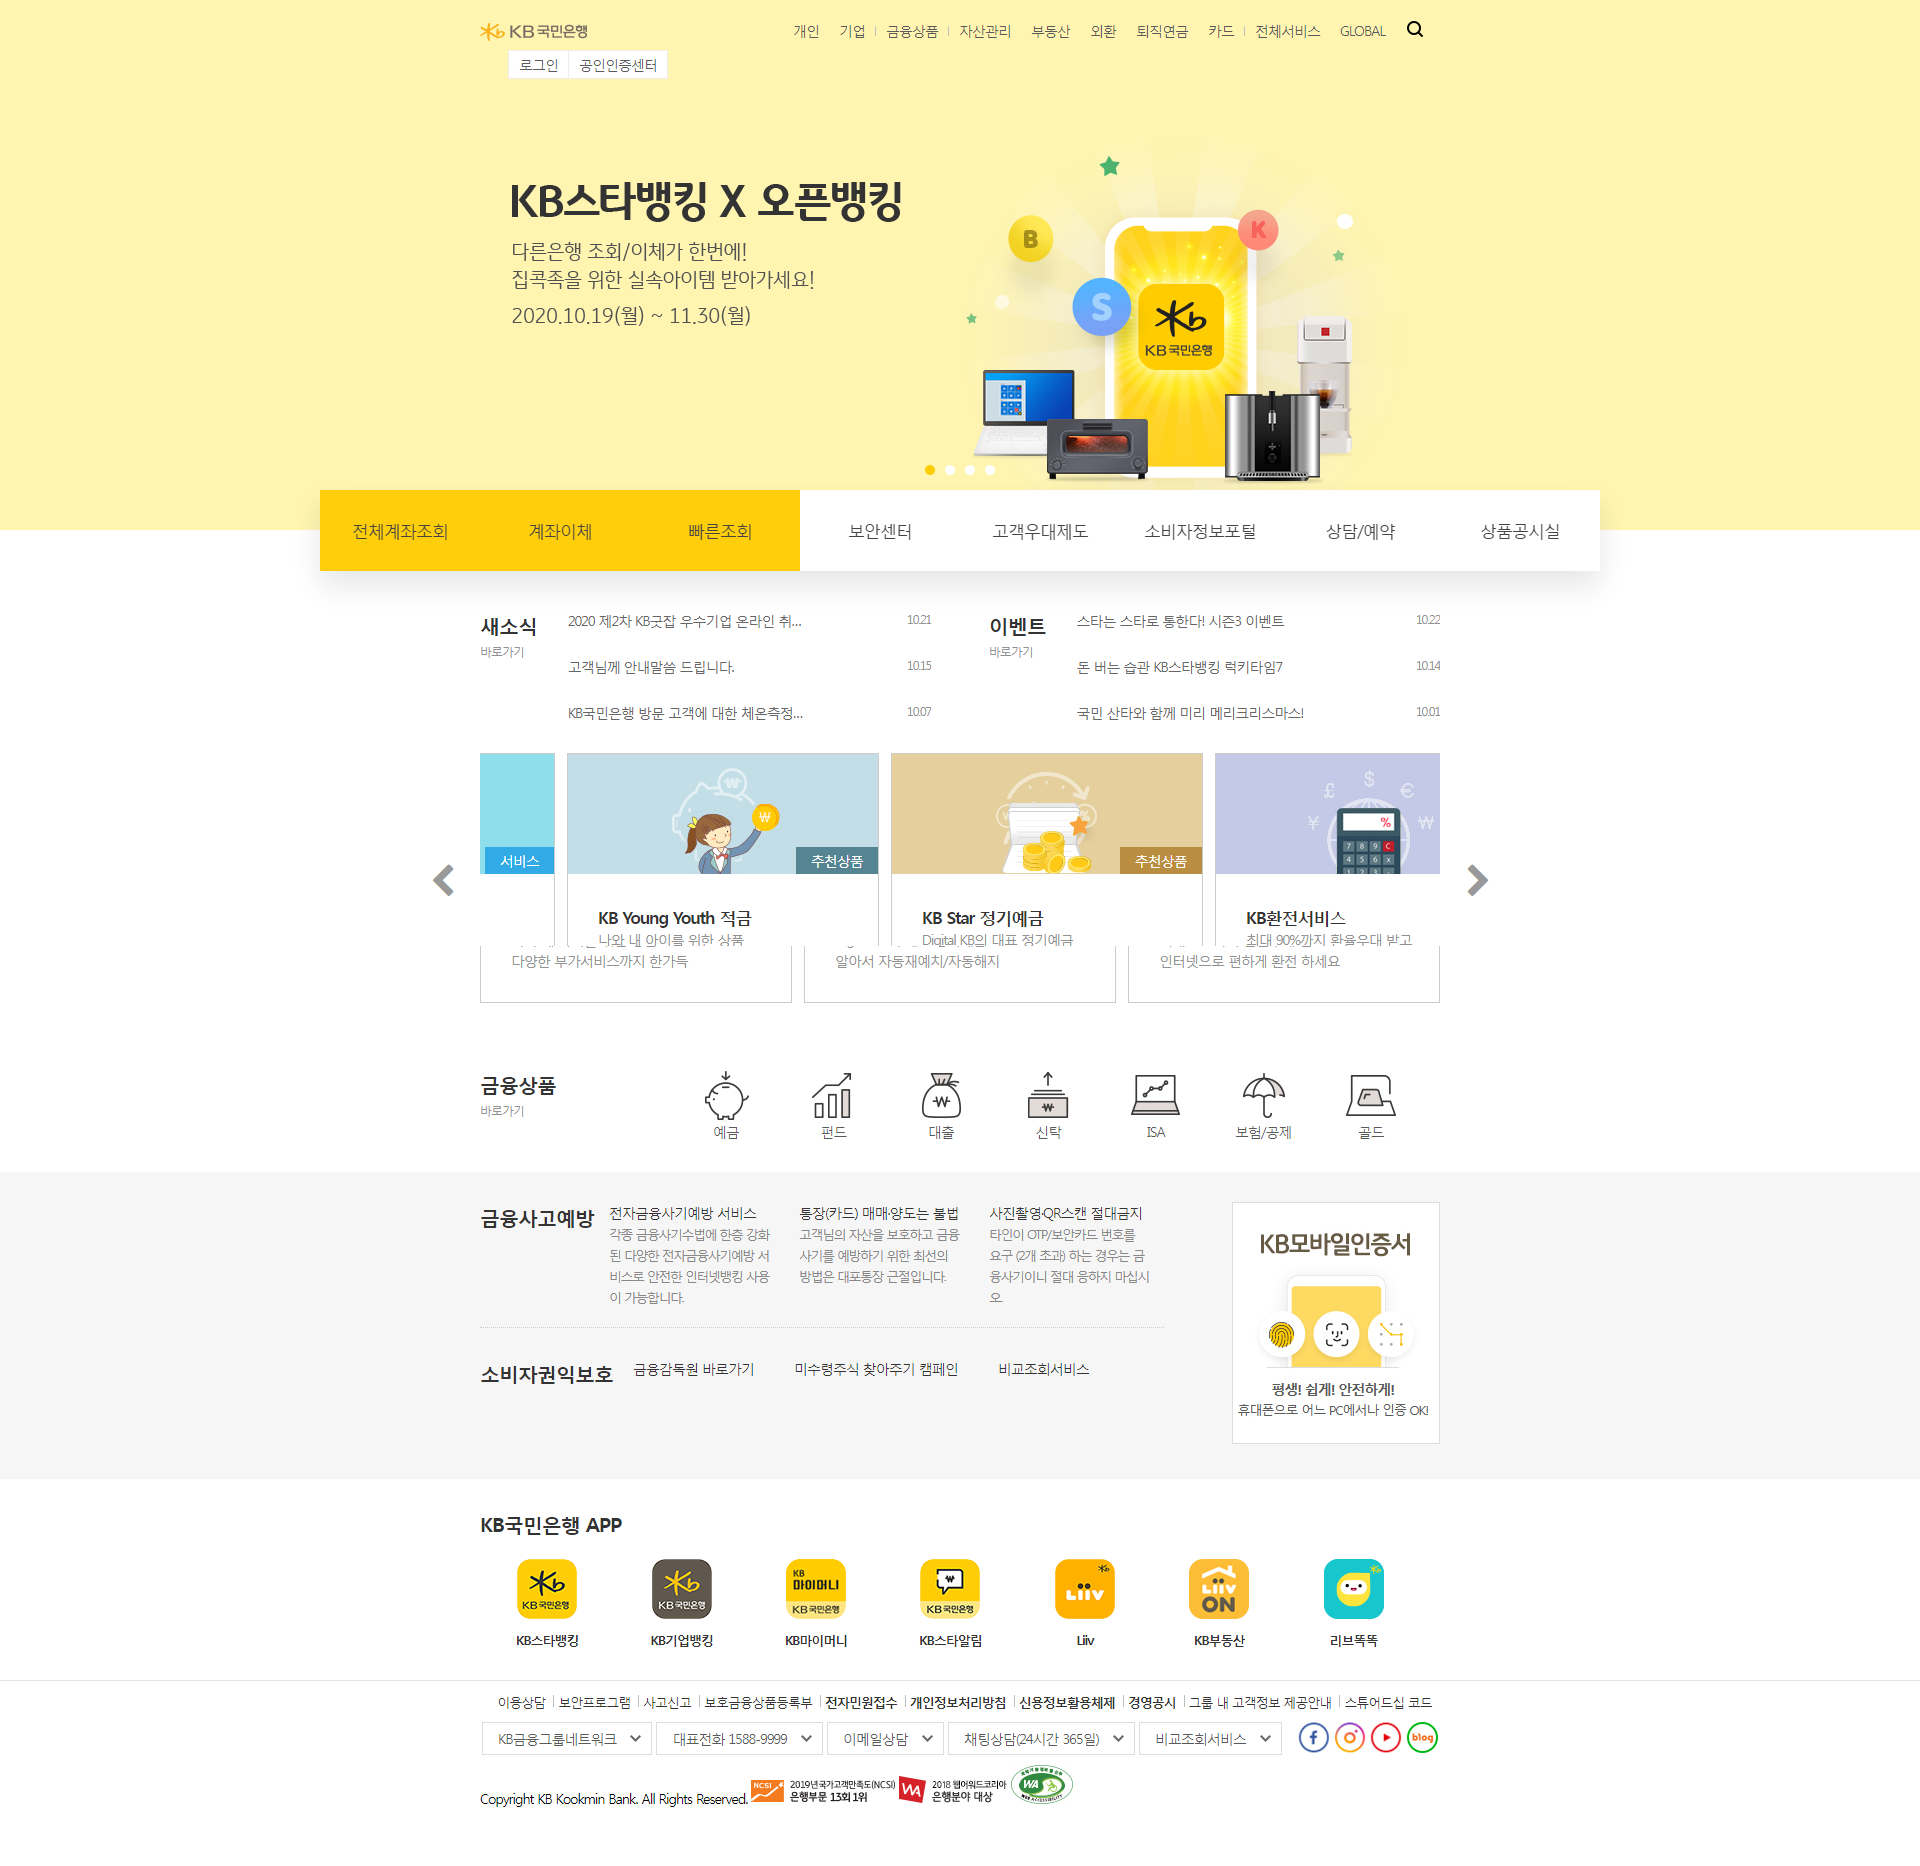 KB국민은행
개인 기업 금융상품 자산관리 부동산 외환 퇴직연금 카드 전체서비스 GLOBAL
로그인 공인인증센터
KB스타뱅킹 X 오픈뱅킹
다른은행 조회/이체가 한번에!
집콕족을 위한 실속아이템 받아가세요!
2020.10.19(월) ~ 11.30(월)
B
K
S
KB국민은행
전체계좌조회 계좌이체 빠른조회 보안센터 고객우대제도 소비자정보포털 상담/예약 상품공시실
새소식
바로가기
2020 제2차 KB굿잡 우수기업 온라인 취... 10.21
고객님께 안내말씀 드립니다. 10.15
KB국민은행 방문 고객에 대한 체온측정... 10.07
이벤트
바로가기
스타는 스타로 통한다! 시즌3 이벤트 10.22
돈 버는 습관 KB스타뱅킹 럭키타임7 10.14
국민 산타와 함께 미리 메리크리스마스! 10.01
서비스
추천상품
추천상품
KB Young Youth 적금
나와 내 아이를 위한 상품
KB Star 정기예금
Digital KB의 대표 정기예금
KB환전서비스
최대 90%까지 환율우대 받고
다양한 부가서비스까지 한가득
알아서 자동재예치/자동해지
인터넷으로 편하게 환전 하세요
금융상품
바로가기
예금 펀드 대출 신탁 ISA 보험/공제 골드
금융사고예방
전자금융사기예방 서비스
각종 금융사기수법에 한층 강화
된 다양한 전자금융사기예방 서
비스로 안전한 인터넷뱅킹 사용
이 가능합니다.
통장(카드) 매매·양도는 불법
고객님의 자산을 보호하고 금융
사기를 예방하기 위한 최선의
방법은 대포통장 근절입니다.
사진촬영·QR스캔 절대금지
타인이 OTP/보안카드 번호를
요구 (2개 초과) 하는 경우는 금
융사기이니 절대 응하지 마십시
오.
KB모바일인증서
평생! 쉽게! 안전하게!
휴대폰으로 어느 PC에서나 인증 OK!
소비자권익보호
금융감독원 바로가기 미수령주식 찾아주기 캠페인 비교조회서비스
KB국민은행 APP
KB국민은행
KB국민은행
KB 마이머니 KB국민은행
KB국민은행
Liiv
Liiv ON
KB스타뱅킹 KB기업뱅킹 KB마이머니 KB스타알림 Liiv KB부동산 리브똑똑
이용상담 보안프로그램 사고신고 보호금융상품등록부 전자민원접수 개인정보처리방침 신용정보활용체제 경영공시 그룹 내 고객정보 제공안내 스튜어드십 코드
KB금융그룹네트워크 대표전화 1588-9999 이메일상담 채팅상담(24시간 365일) 비교조회서비스 blog
Copyright KB Kookmin Bank. All Rights Reserved.
NCSI
2019년 국가고객만족도(NCSI)
은행부문 13회 1위
WA
2018 웹어워드코리아
은행분야 대상
WA
WEB ACCESSIBILITY